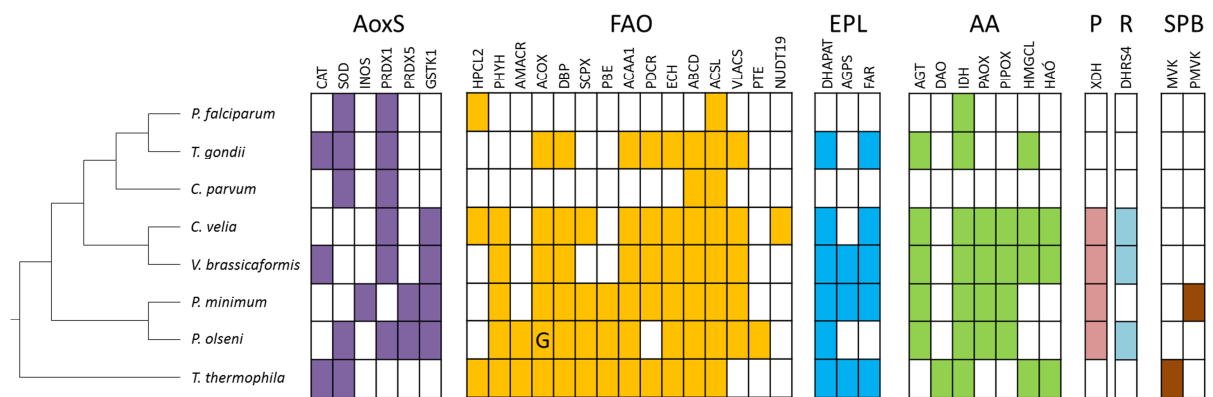 AoxS FAO EPL AA P R SPB
CAT SOD INOS PRDX1 PRDX5 GSTK1 HPCL2 PHYH AMACR ACOX DBP SCPX PBE ACAA1 PDCR ECH ABCD ACSL VLACS PTE NUDT19 DHAPAT AGPS FAR AGT DAO IDH PAOX PIPOX HMGCL HAÓ XDH DHRS4 MVK PMVK
P. falciparum
T. gondii
C. parvum
C. velia
V. brassicaformis
P. minimum
P. olseni G
T. thermophila